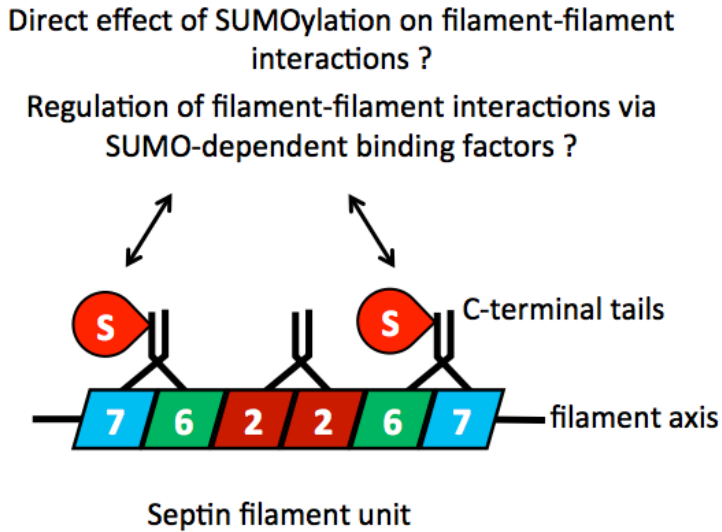 Direct effect of SUMOylation on filament-filament
interactions ?
Regulation of filament-filament interactions via
SUMO-dependent binding factors ?
S
S
C-terminal tails
7 6 2 2 6 7
filament axis
Septin filament unit